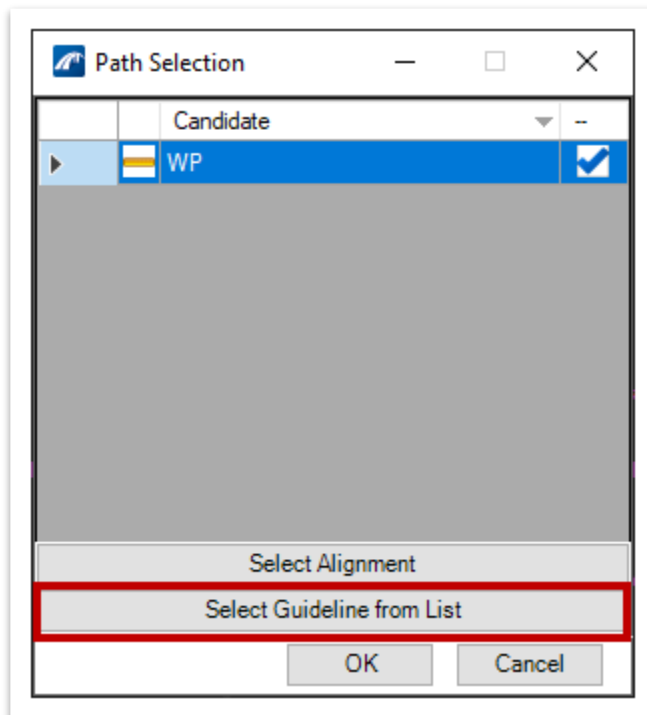 Path Selection
Candidate --
WP
Select Alignment
Select Guideline from List
OK Cancel